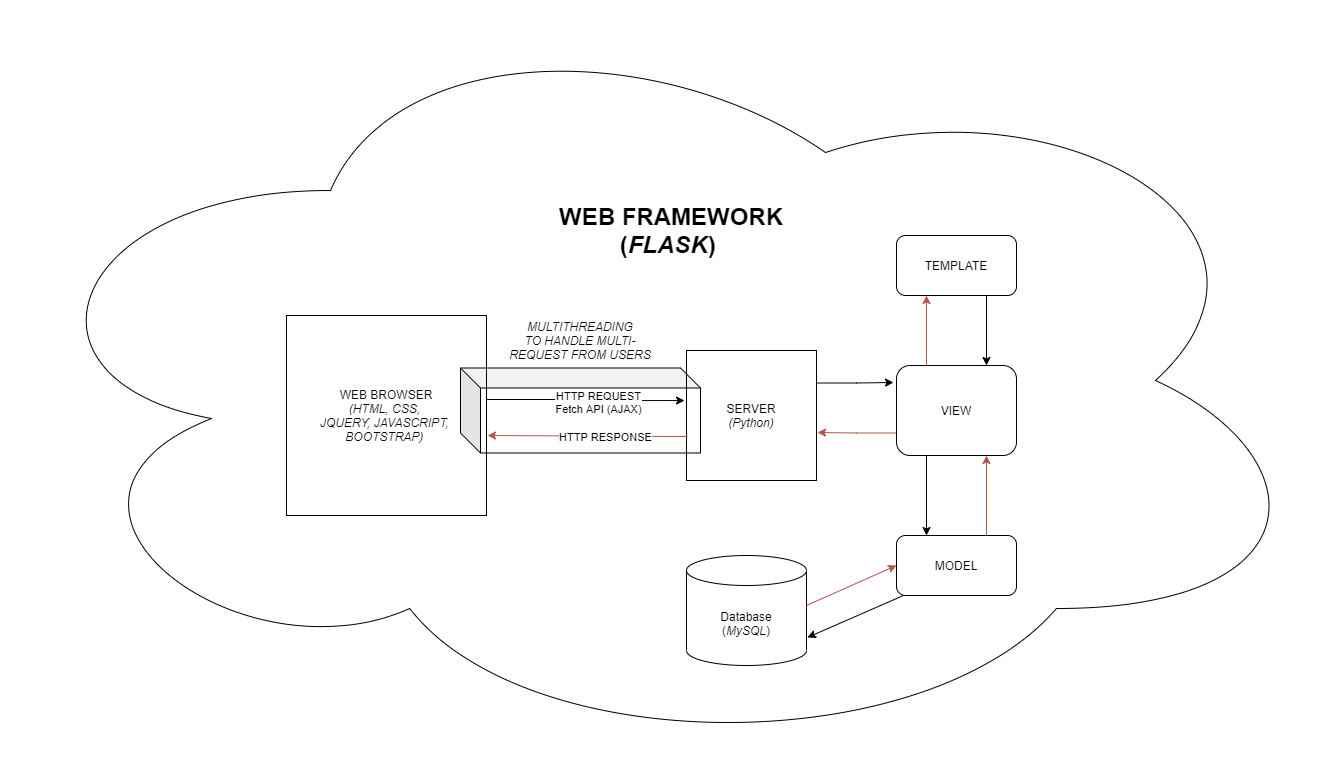 WEB FRAMEWORK
(FLASK)
TEMPLATE
MULTITHREADING
TO HANDLE MULTI-
REQUEST FROM USERS
WEB BROWSER
(HTML, CSS,
JQUERY, JAVASCRIPT,
BOOTSTRAP)
HTTP REQUEST
Fetch API (AJAX)
HTTP RESPONSE
SERVER
(Python)
VIEW
MODEL
Database
(MySQL)